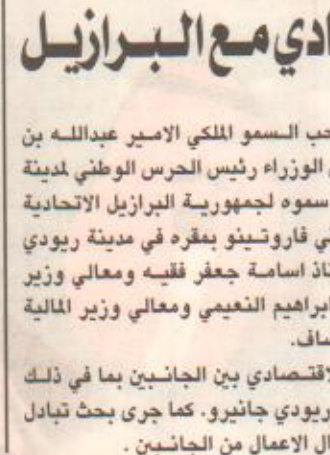 ادي مع البرازيل
حب السمو الملكي الامير عبدالله بن
الوزراء رئيس الحرس الوطني لمدينة
سموه لجمهورية البرازيل الاتحادية
ي فاروتينو بمقره في مدينة ريودي
اذ اسامة جعفر فقيه ومعالي وزير
ابراهيم النعيمي ومعالي وزير المالية
ساف.
لاقتصادي بين الجانبين بما في ذلك
ريودي جانيرو. كما جرى بحث تبادل
ال الاعمال من الجانبين .